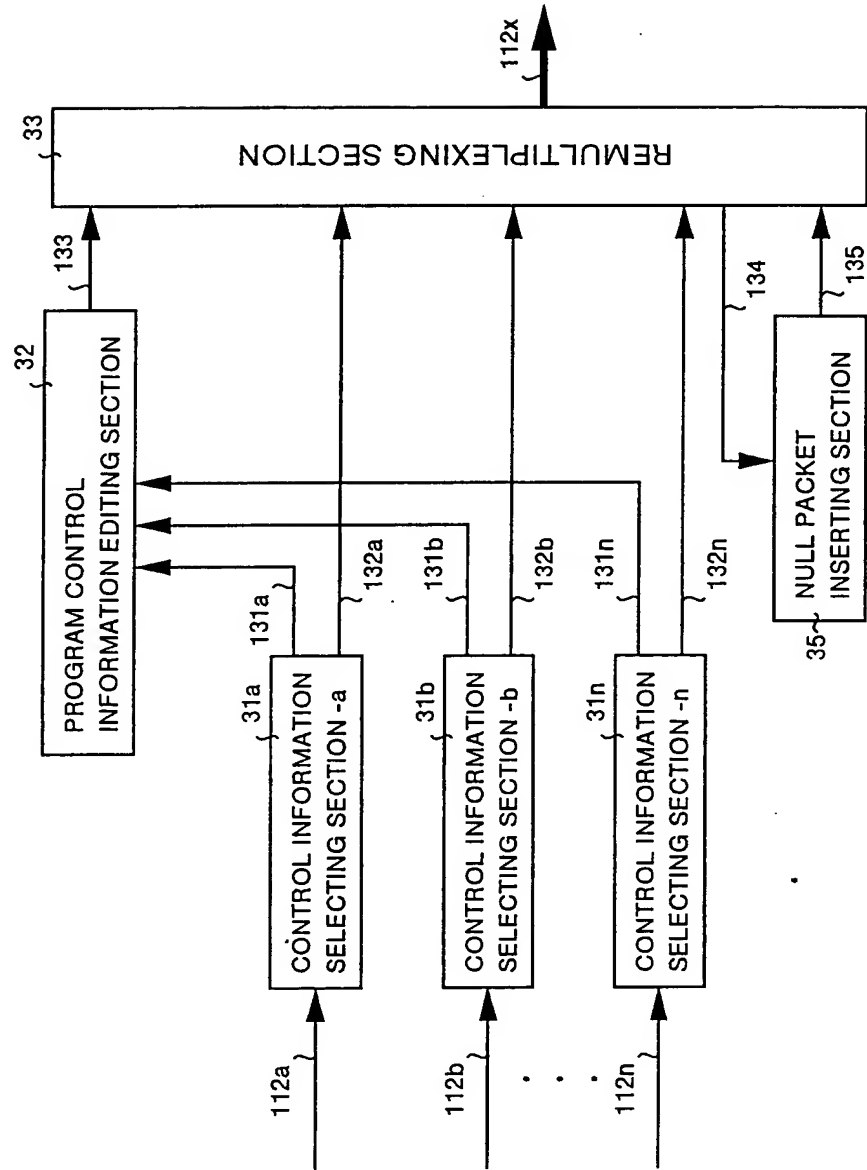 32
PROGRAM CONTROL
INFORMATION EDITING SECTION
133
33
REMULTIPLEXING SECTION
112x
112a
31a
CONTROL INFORMATION
SELECTING SECTION -a
131a
132a
112b
31b
CONTROL INFORMATION
SELECTING SECTION -b
131b
132b
112n
31n
CONTROL INFORMATION
SELECTING SECTION -n
131n
132n
134
135
35
NULL PACKET
INSERTING SECTION